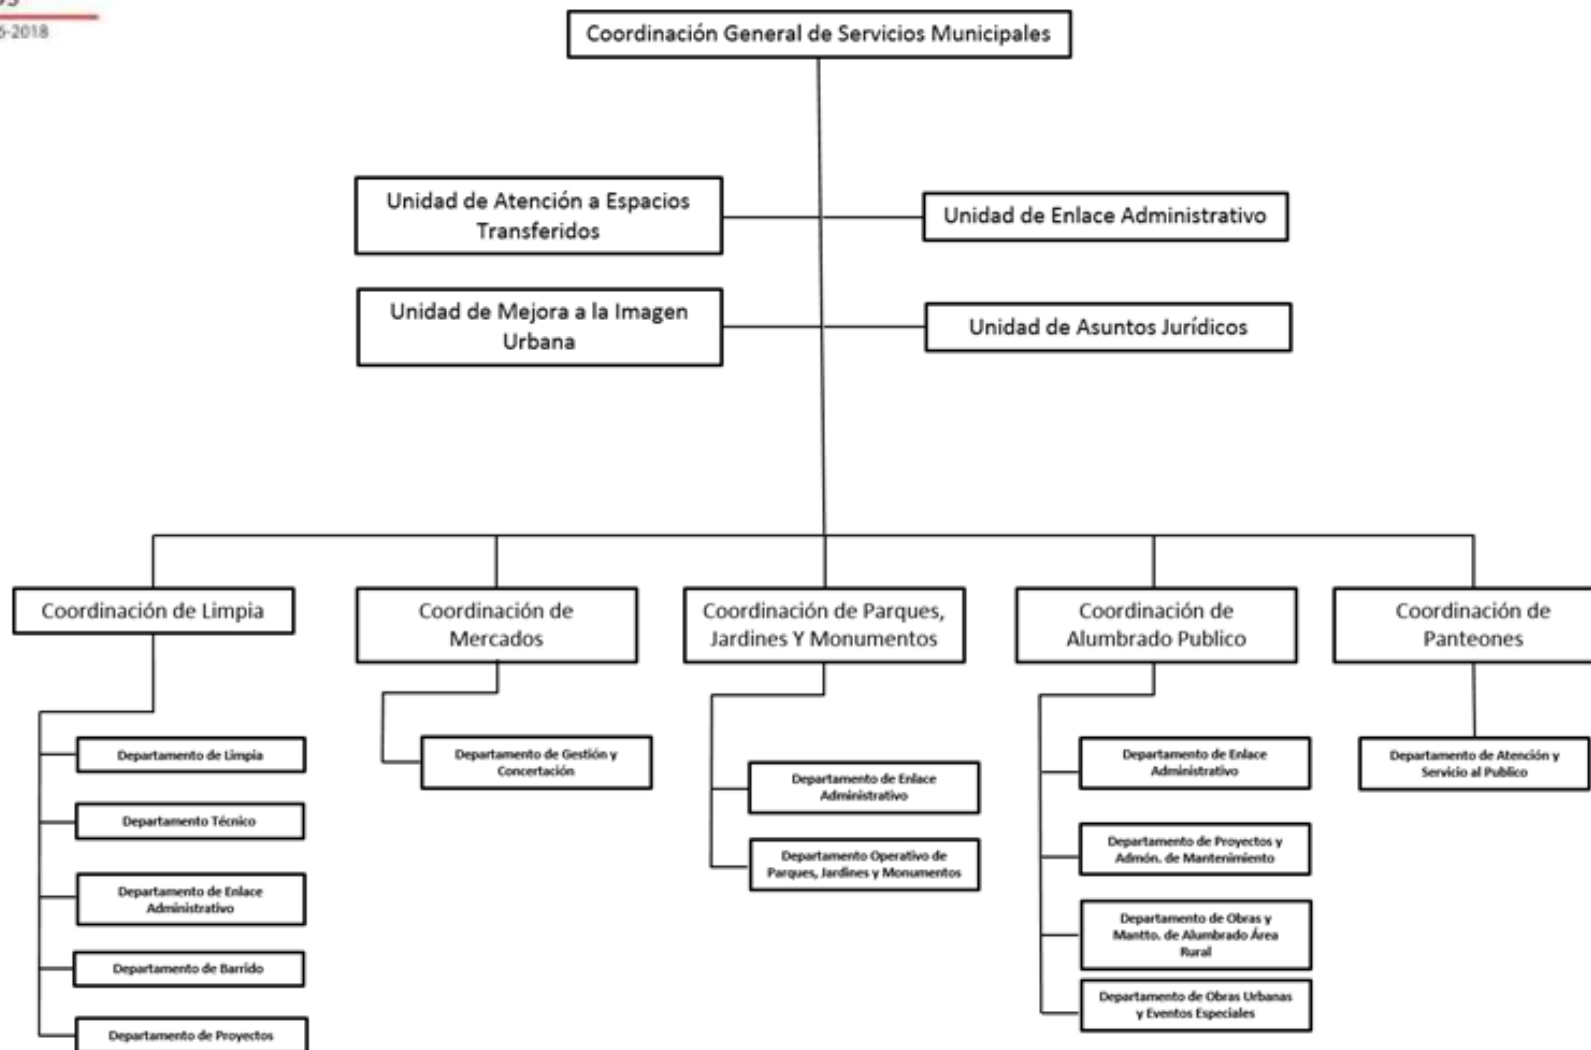 Coordinación General de Servicios Municipales
Unidad de Atención a Espacios
Transferidos
Unidad de Enlace Administrativo
Unidad de Mejora a la Imagen
Urbana
Unidad de Asuntos Jurídicos
Coordinación de Limpia
Coordinación de
Mercados
Coordinación de Parques,
Jardines Y Monumentos
Coordinación de
Alumbrado Publico
Coordinación de
Panteones
Departamento de Limpia
Departamento Técnico
Departamento de Enlace
Administrativo
Departamento de Barrido
Departamento de Proyectos
Departamento de Gestión y
Concertación
Departamento de Enlace
Administrativo
Departamento Operativo de
Parques, Jardines y Monumentos
Departamento de Enlace
Administrativo
Departamento de Proyectos y
Admón. de Mantenimiento
Departamento de Obras y
Mantto. de Alumbrado Área
Rural
Departamento de Obras Urbanas
y Eventos Especiales
Departamento de Atención y
Servicio al Publico